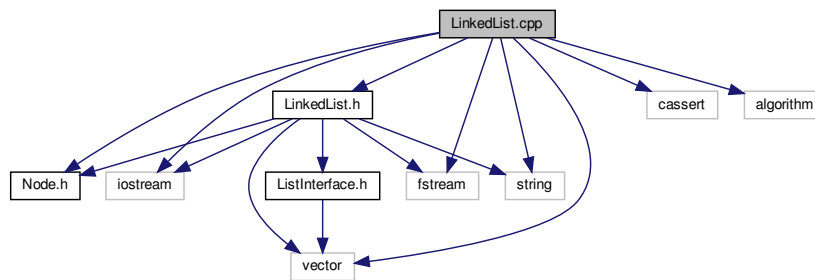 LinkedList.cpp
LinkedList.h
cassert
algorithm
Node.h
iostream
ListInterface.h
fstream
string
vector